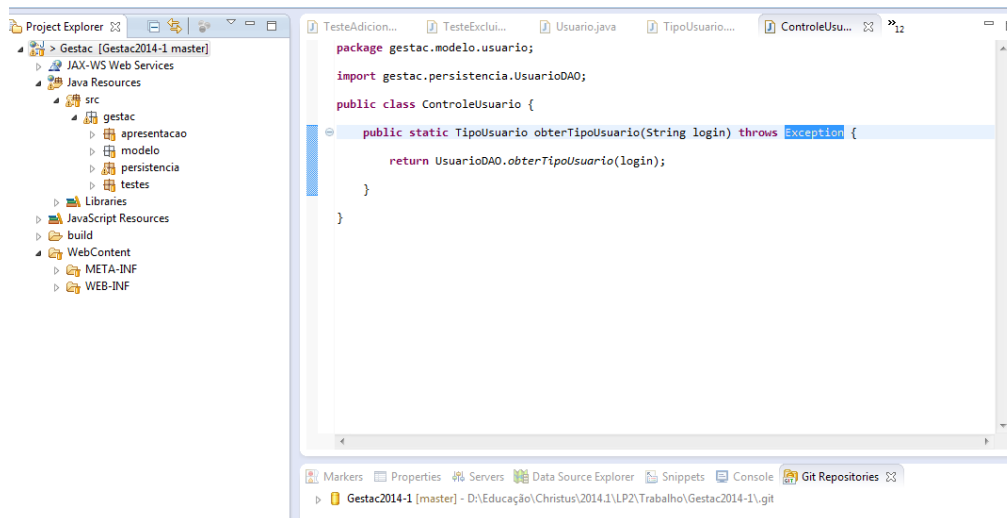 Project Explorer
> Gestac [Gestac2014-1 master]
JAX-WS Web Services
Java Resources
src
gestac
apresentacao
modelo
persistencia
testes
Libraries
JavaScript Resources
build
WebContent
META-INF
WEB-INF
TesteAdicion... TesteExclui... Usuario.java TipoUsuario.... ControleUsu... »12
package gestac.modelo.usuario;
import gestac.persistencia.UsuarioDAO;
public class ControleUsuario {
public static TipoUsuario obterTipoUsuario(String login) throws Exception {
return UsuarioDAO.obterTipoUsuario(login);
}
}
Markers Properties Servers Data Source Explorer Snippets Console Git Repositories
Gestac2014-1 [master] - D:\Educação\Christus\2014.1\LP2\Trabalho\Gestac2014-1\.git